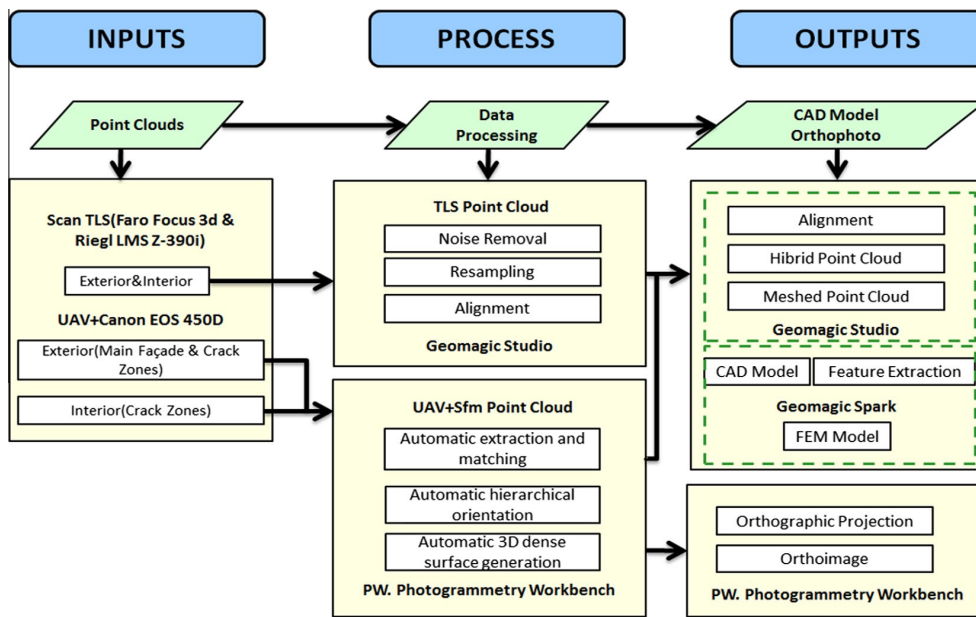 INPUTS
PROCESS
OUTPUTS
Point Clouds
Data
Processing
CAD Model
Orthophoto
Scan TLS(Faro Focus 3d &
Riegl LMS Z-390i)
Exterior&Interior
UAV+Canon EOS 450D
Exterior(Main Façade & Crack
Zones)
Interior(Crack Zones)
TLS Point Cloud
Noise Removal
Resampling
Alignment
Geomagic Studio
UAV+Sfm Point Cloud
Automatic extraction and
matching
Automatic hierarchical
orientation
Automatic 3D dense
surface generation
PW. Photogrammetry Workbench
Alignment
Hibrid Point Cloud
Meshed Point Cloud
Geomagic Studio
CAD Model
Feature Extraction
Geomagic Spark
FEM Model
Orthographic Projection
Orthoimage
PW. Photogrammetry Workbench